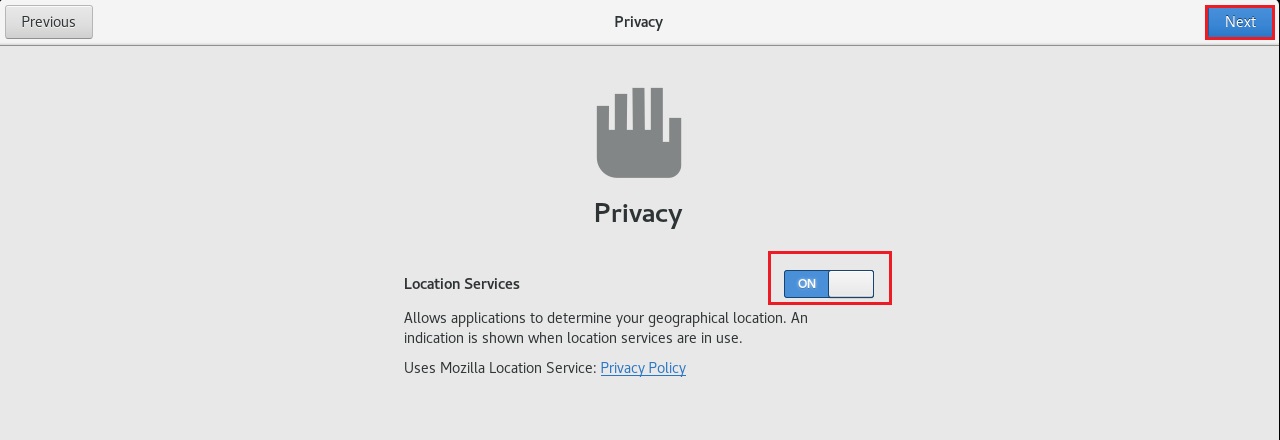 Previous
Privacy
Next
Privacy
Location Services
ON
Allows applications to determine your geographical location. An
indication is shown when location services are in use.
Uses Mozilla Location Service: Privacy Policy